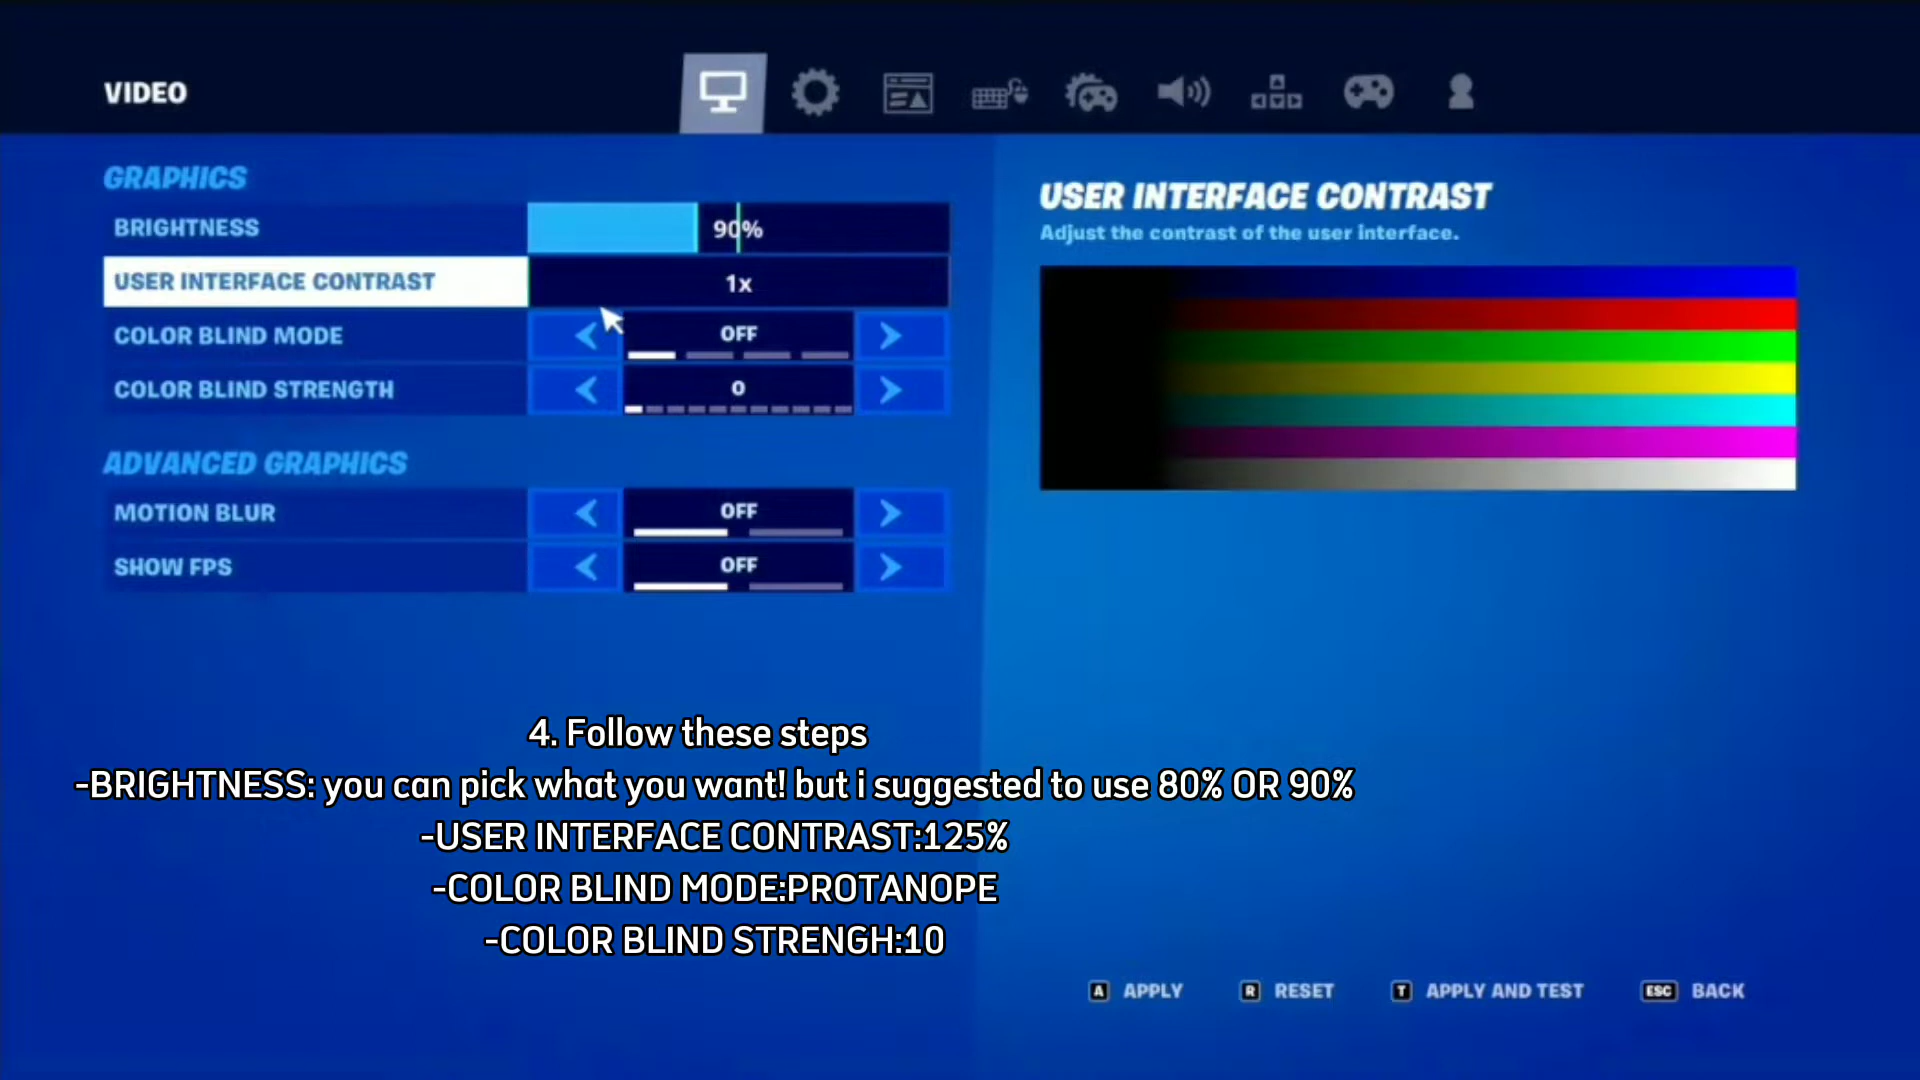 VIDEO
GRAPHICS
BRIGHTNESS 90%
USER INTERFACE CONTRAST 1x
COLOR BLIND MODE OFF
COLOR BLIND STRENGTH 0
ADVANCED GRAPHICS
MOTION BLUR OFF
SHOW FPS OFF
USER INTERFACE CONTRAST
Adjust the contrast of the user interface.
4. Follow these steps
-BRIGHTNESS: you can pick what you want! but i suggested to use 80% OR 90%
-USER INTERFACE CONTRAST:125%
-COLOR BLIND MODE:PROTANOPE
-COLOR BLIND STRENGH:10
A APPLY R RESET T APPLY AND TEST ESC BACK